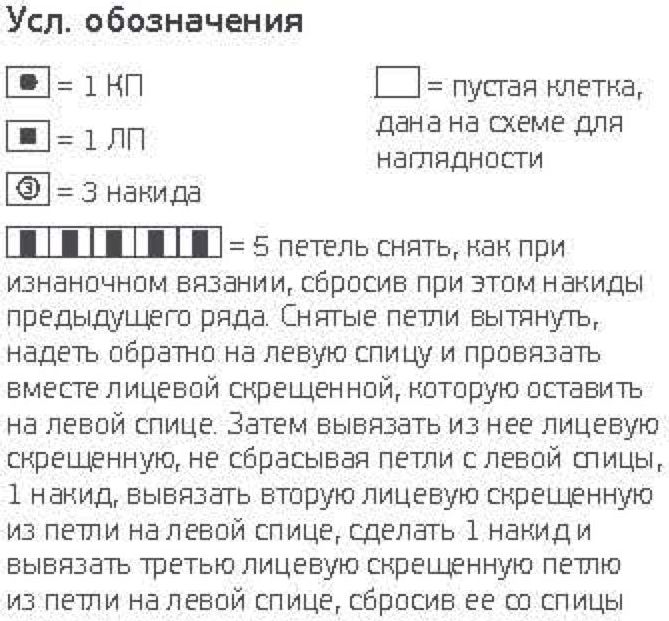 Усл. обозначения
= 1 КП
= 1 ЛП
3 = 3 накида
= пустая клетка,
дана на схеме для
наглядности
= 5 петель снять, как при
изнаночном вязании, сбросив при этом накиды
предыдущего ряда. Снятые петли вытянуть,
надеть обратно на левую спицу и провязать
вместе лицевой скрещенной, которую оставить
на левой спице. Затем вывязать из нее лицевую
скрещенную, не сбрасывая петли с левой спицы,
1 накид, вывязать вторую лицевую скрещенную
из петли на левой спице, сделать 1 накид и
вывязать третью лицевую скрещенную петлю
из петли на левой спице, сбросив ее со спицы